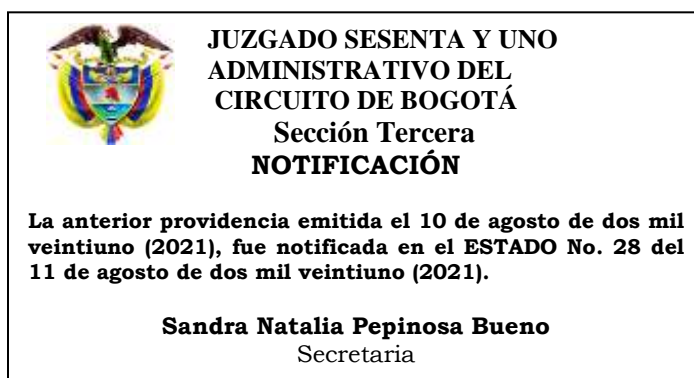 JUZGADO SESENTA Y UNO
ADMINISTRATIVO DEL
CIRCUITO DE BOGOTÁ
Sección Tercera
NOTIFICACIÓN
La anterior providencia emitida el 10 de agosto de dos mil
veintiuno (2021), fue notificada en el ESTADO No. 28 del
11 de agosto de dos mil veintiuno (2021).
Sandra Natalia Pepinosa Bueno
Secretaria